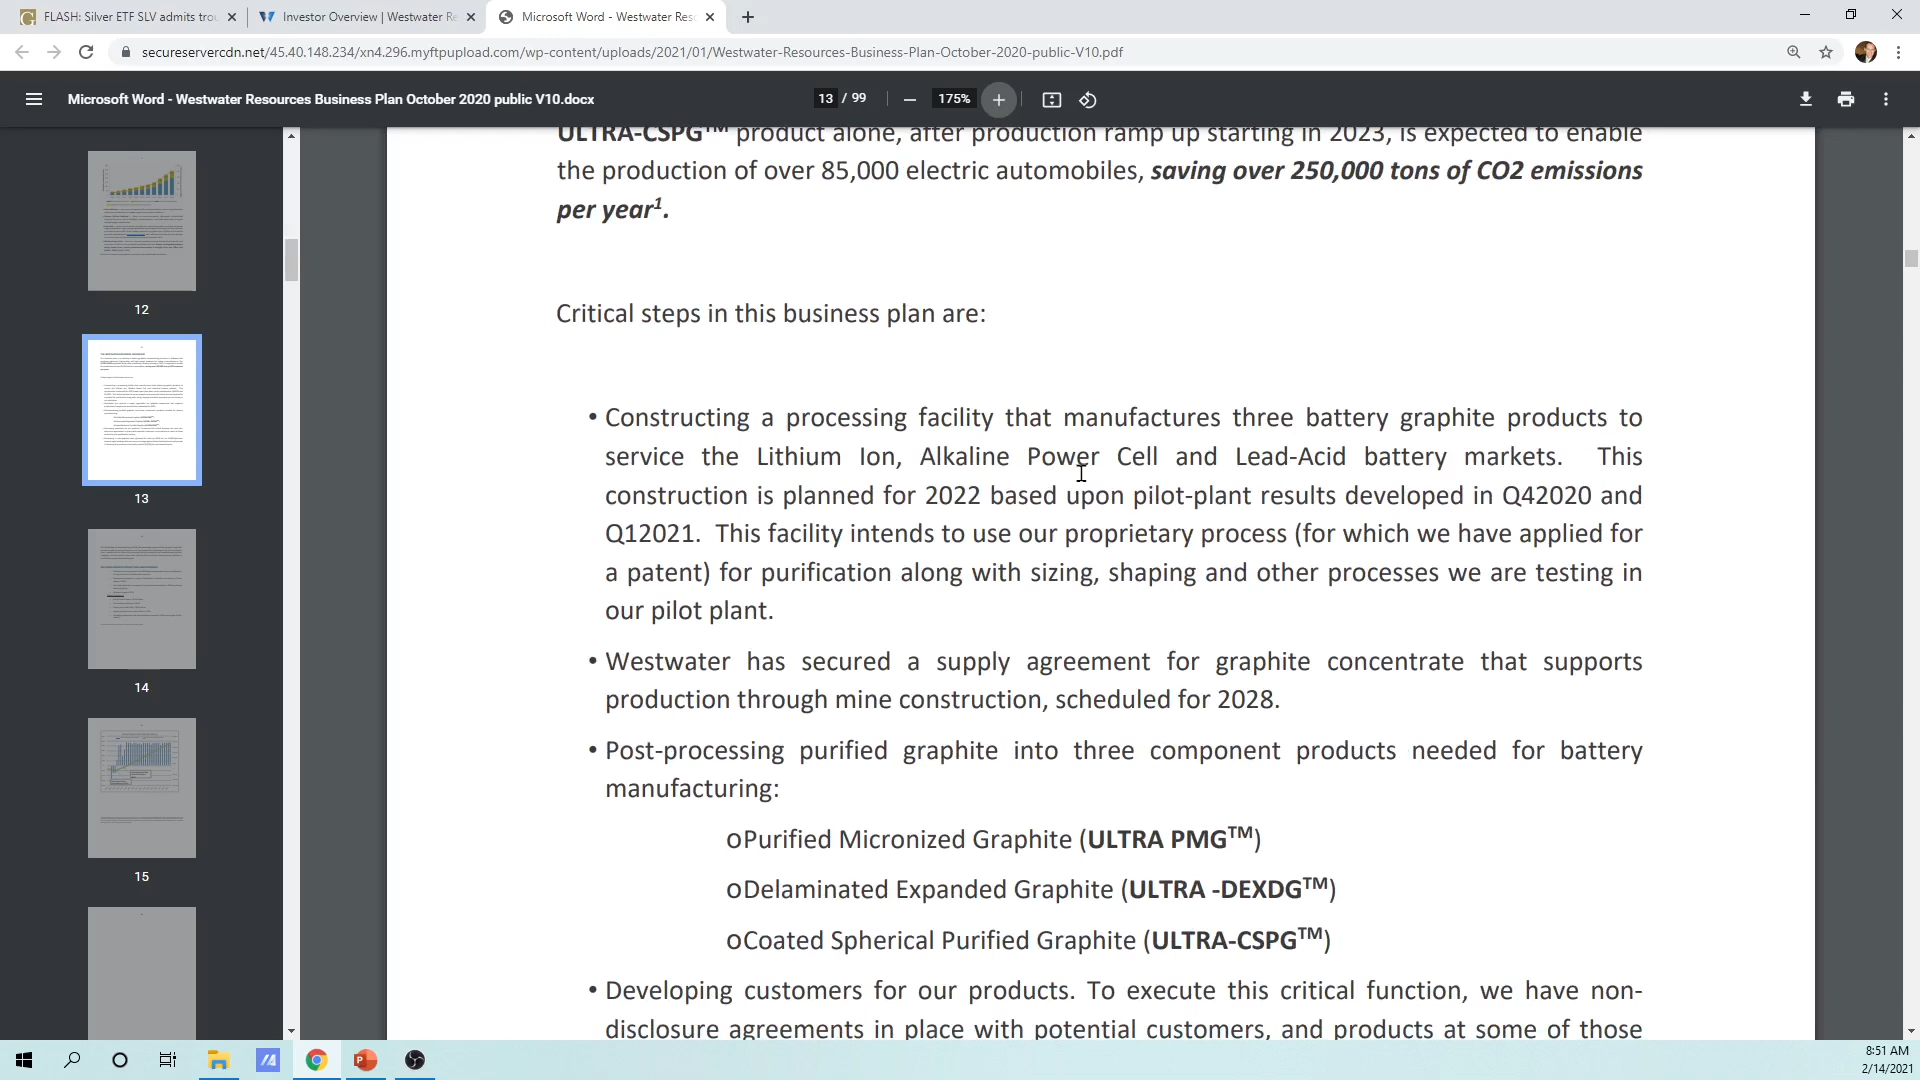 FLASH: Silver ETF SLV admits trou
Investor Overview | Westwater Re
Microsoft Word - Westwater Reso
secureservercdn.net/45.40.148.234/xn4.296.myftpupload.com/wp-content/uploads/2021/01/Westwater-Resources-Business-Plan-October-2020-public-V10.pdf
Microsoft Word - Westwater Resources Business Plan October 2020 public V10.docx
13 / 99
175%
12
13
14
15
ULTRA-CSPG™ product alone, after production ramp up starting in 2023, is expected to enable
the production of over 85,000 electric automobiles, saving over 250,000 tons of CO2 emissions
per year¹.
Critical steps in this business plan are:
• Constructing a processing facility that manufactures three battery graphite products to
service the Lithium Ion, Alkaline Power Cell and Lead-Acid battery markets. This
construction is planned for 2022 based upon pilot-plant results developed in Q42020 and
Q12021. This facility intends to use our proprietary process (for which we have applied for
a patent) for purification along with sizing, shaping and other processes we are testing in
our pilot plant.
• Westwater has secured a supply agreement for graphite concentrate that supports
production through mine construction, scheduled for 2028.
• Post-processing purified graphite into three component products needed for battery
manufacturing:
oPurified Micronized Graphite (ULTRA PMG™)
oDelaminated Expanded Graphite (ULTRA -DEXDG™)
oCoated Spherical Purified Graphite (ULTRA-CSPG™)
• Developing customers for our products. To execute this critical function, we have non-
disclosure agreements in place with potential customers, and products at some of those
8:51 AM
2/14/2021